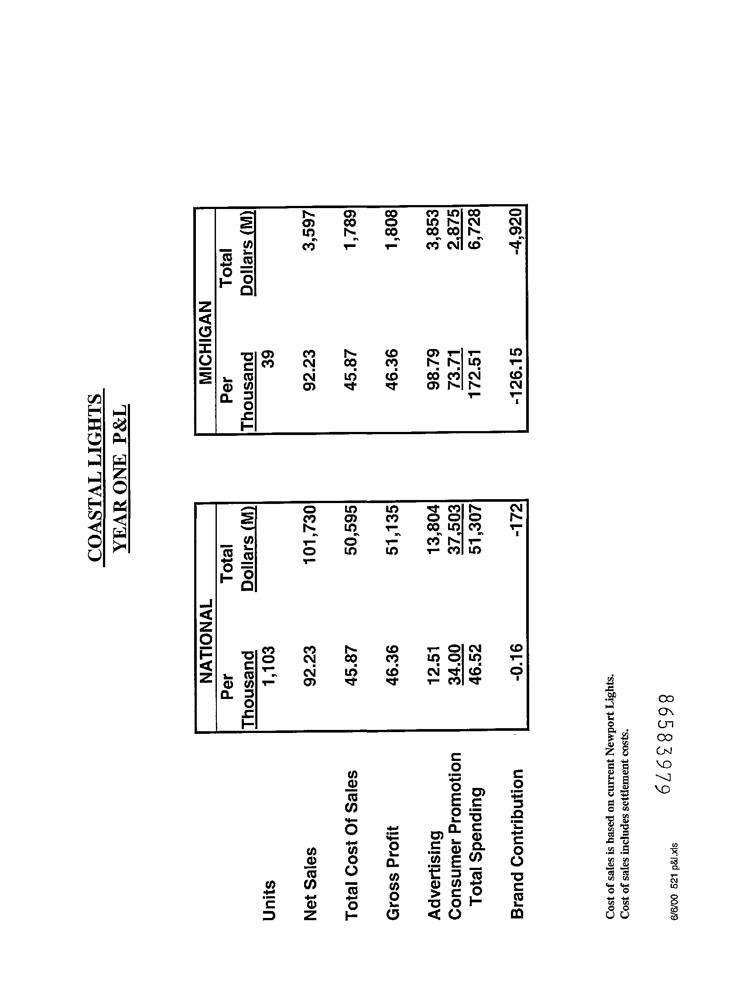 COASTAL LIGHTS
YEAR ONE P&L
NATIONAL MICHIGAN
Per Total Per Total
Thousand Dollars (M) Thousand Dollars (M)
Units 1,103 39
Net Sales 92.23 101,730 92.23 3,597
Total Cost Of Sales 45.87 50,595 45.87 1,789
Gross Profit 46.36 51,135 46.36 1,808
Advertising 12.51 13,804 98.79 3,853
Consumer Promotion 34.00 37,503 73.71 2,875
Total Spending 46.52 51,307 172.51 6,728
Brand Contribution -0.16 -172 -126.15 -4,920
Cost of sales is based on current Newport Lights.
Cost of sales includes settlement costs.
86583979
6/6/00 521 p&l.xls